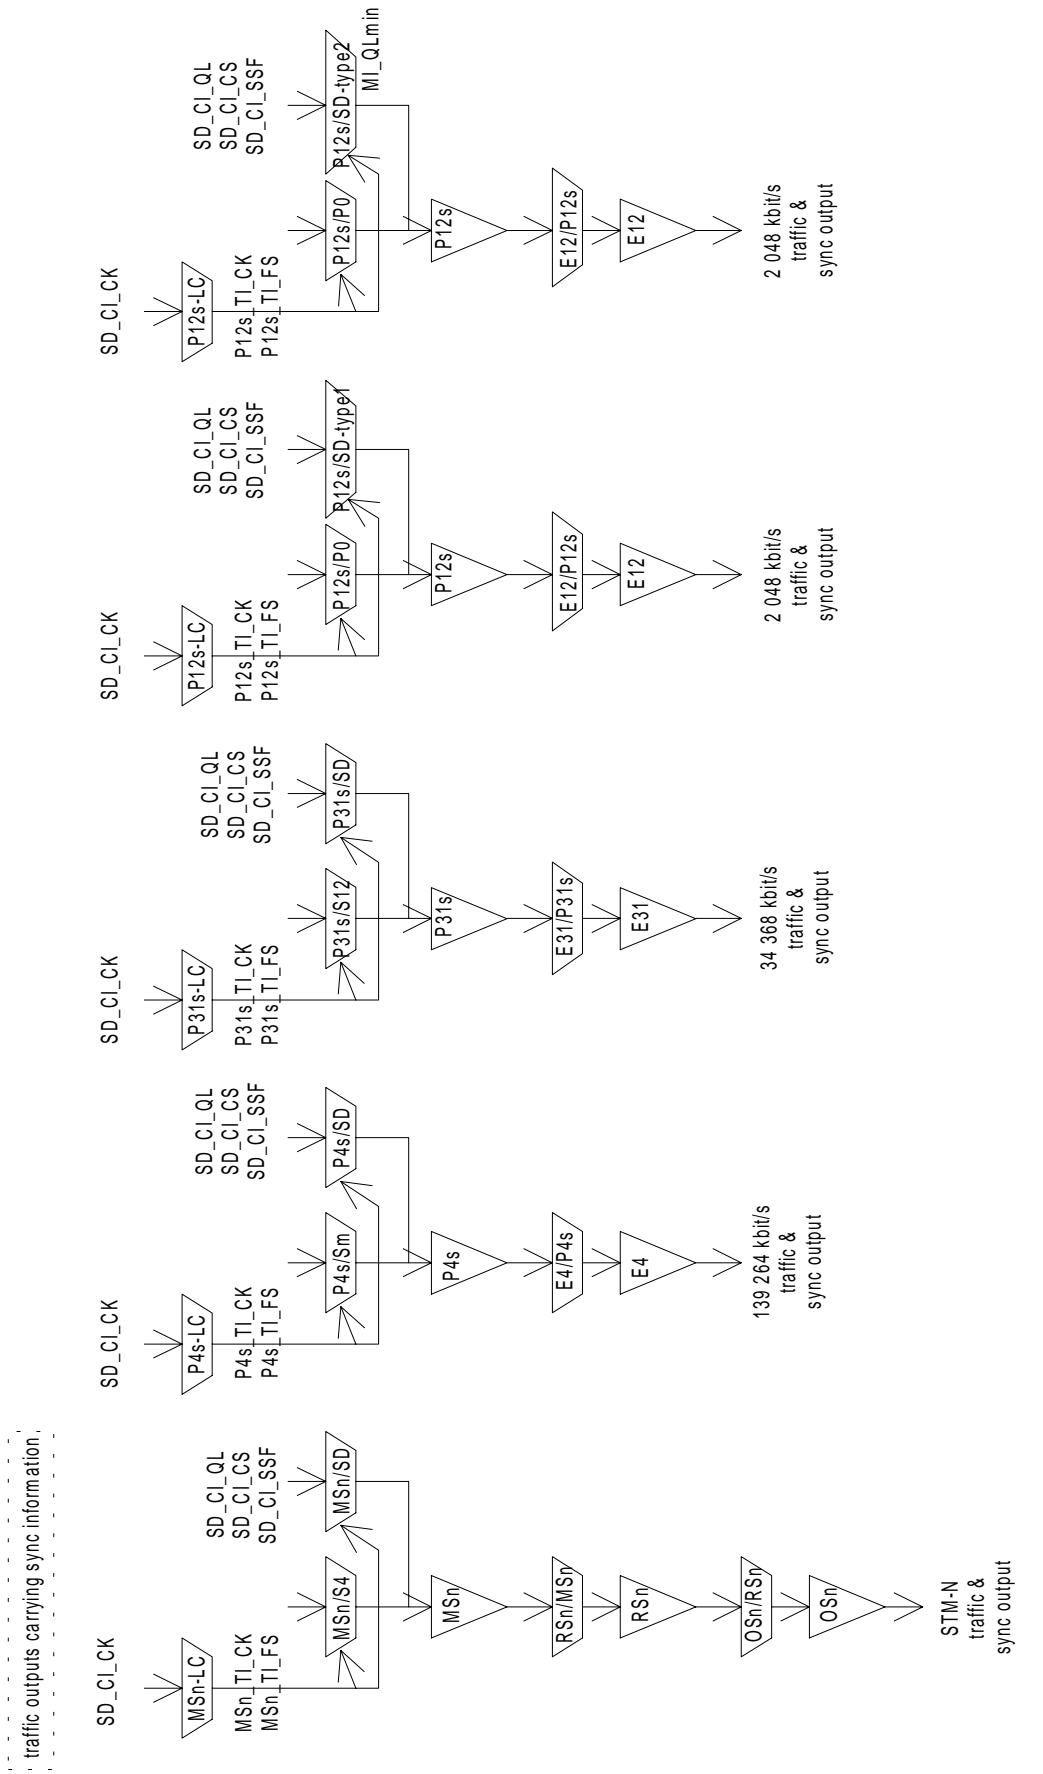 traffic outputs carrying sync information
SD_CI_CK
MSn-LC
MSn_TI_CK
MSn_TI_FS
SD_CI_QL
SD_CI_CS
SD_CI_SSF
MSn/S4
MSn/SD
MSn
RSn/MSn
RSn
OSn/RSn
OSn
STM-N
traffic &
sync output
SD_CI_CK
P4s-LC
P4s_TI_CK
P4s_TI_FS
SD_CI_QL
SD_CI_CS
SD_CI_SSF
P4s/Sm
P4s/SD
P4s
E4/P4s
E4
139 264 kbit/s
traffic &
sync output
SD_CI_CK
P31s-LC
P31s_TI_CK
P31s_TI_FS
SD_CI_QL
SD_CI_CS
SD_CI_SSF
P31s/S12
P31s/SD
P31s
E31/P31s
E31
34 368 kbit/s
traffic &
sync output
SD_CI_CK
P12s-LC
P12s_TI_CK
P12s_TI_FS
SD_CI_QL
SD_CI_CS
SD_CI_SSF
P12s/P0
P12s/SD-type1
P12s
E12/P12s
E12
2 048 kbit/s
traffic &
sync output
SD_CI_CK
P12s-LC
P12s_TI_CK
P12s_TI_FS
SD_CI_QL
SD_CI_CS
SD_CI_SSF
P12s/P0
P12s/SD-type2
MI_QLmin
P12s
E12/P12s
E12
2 048 kbit/s
traffic &
sync output